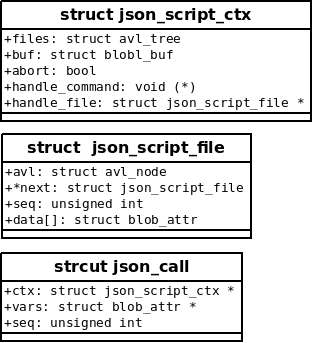 struct json_script_ctx
+files: struct avl_tree
+buf: struct blobl_buf
+abort: bool
+handle_command: void (*)
+handle_file: struct json_script_file *
struct  json_script_file
+avl: struct avl_node
+*next: struct json_script_file
+seq: unsigned int
+data[]: struct blob_attr
strcut json_call
+ctx: struct json_script_ctx *
+vars: struct blob_attr *
+seq: unsigned int